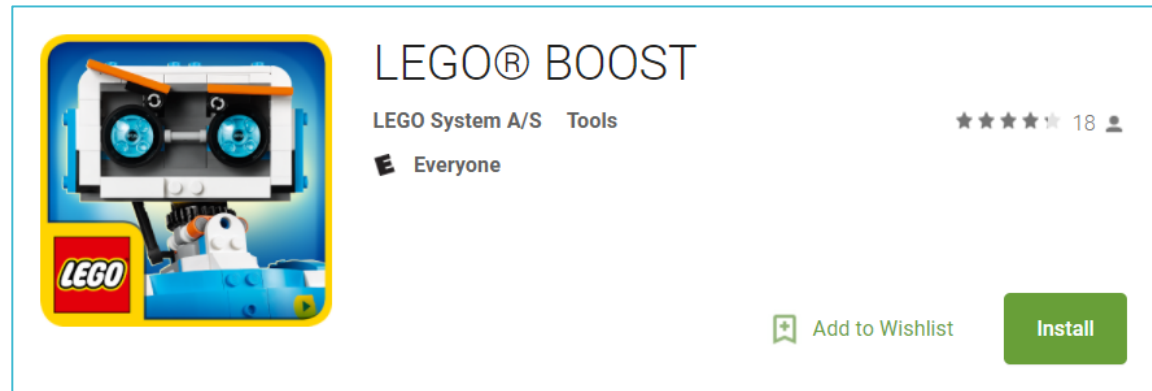 LEGO® BOOST
LEGO System A/S Tools
18
E Everyone
LEGO
Add to Wishlist
Install